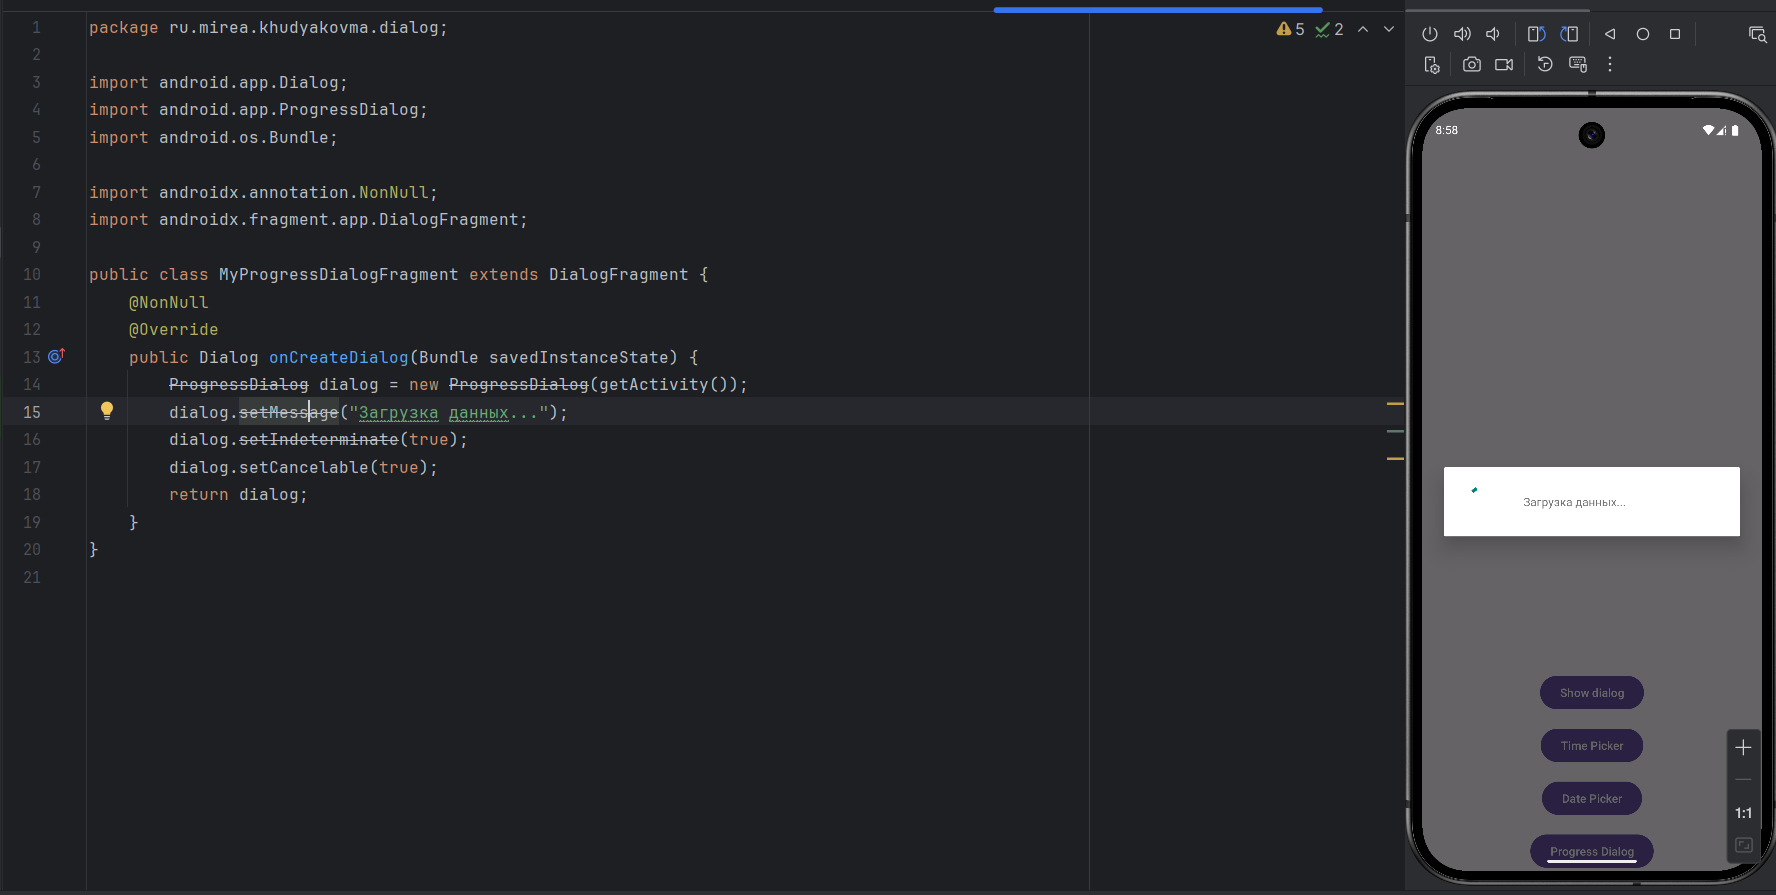 1 package ru.mirea.khudyakovma.dialog;
2
3 import android.app.Dialog;
4 import android.app.ProgressDialog;
5 import android.os.Bundle;
6
7 import androidx.annotation.NonNull;
8 import androidx.fragment.app.DialogFragment;
9
10 public class MyProgressDialogFragment extends DialogFragment {
11 @NonNull
12 @Override
13 public Dialog onCreateDialog(Bundle savedInstanceState) {
14 ProgressDialog dialog = new ProgressDialog(getActivity());
15 dialog.setMessage("Загрузка данных...");
16 dialog.setIndeterminate(true);
17 dialog.setCancelable(true);
18 return dialog;
19 }
20 }
21
5 2
8:58
Загрузка данных...
Show dialog
Time Picker
Date Picker
Progress Dialog
1:1